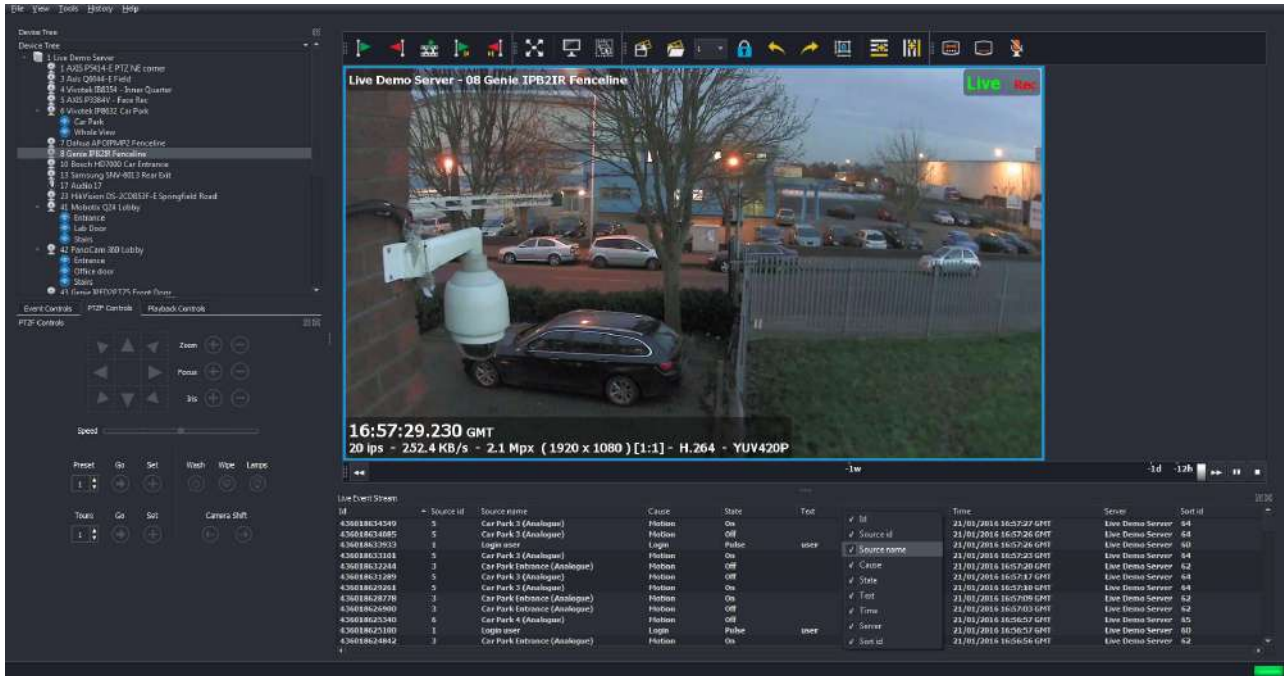 File View Tools History Help
Device Tree
Device Tree
1 Live Demo Server
1 AXIS P5414-E PTZ NE corner
3 Axis Q6044-E Field
4 Vivotek IB8354 - Inner Quarter
5 AXIS P3384V - Face Rec
6 Vivotek IP8632 Car Park
Car Park
Whole View
7 Dahua Fenceline
8 Genie IPB2IR Fenceline
10 Bosch HD7000 Car Entrance
13 Samsung SNV-8013 Rear Exit
17 Audio 17
23 HikVision Springfield Road
41 Mobotix Q24 Lobby
Entrance
Lab Door
Stairs
42 PanoCam 360 Lobby
Entrance
Office door
Stairs
Front Door
Event Controls PTZF Controls Playback Controls
PTZF Controls
Zoom
Focus
Iris
Speed
Preset Go Set Wash Wipe Lamps
1
Tours Go Set Camera Shift
1
1
Live Demo Server - 08 Genie IPB2IR Fenceline
Live Rec
16:57:29.230 GMT
20 ips - 252.4 KB/s - 2.1 Mpx ( 1920 x 1080 ) [1:1] - H.264 - YUV420P
-1w -1d -12h
Live Event Stream
Id Source id Source name Cause State Text Time Server Sort id
436018634549 5 Car Park 3 (Analogue) Motion On 21/01/2016 16:57:27 GMT Live Demo Server 64
436018634085 5 Car Park 3 (Analogue) Motion Off 21/01/2016 16:57:26 GMT Live Demo Server 64
436018633933 1 Login user Login Pulse user 21/01/2016 16:57:26 GMT Live Demo Server 60
436018633101 5 Car Park 3 (Analogue) Motion On 21/01/2016 16:57:23 GMT Live Demo Server 64
436018632244 3 Car Park Entrance (Analogue) Motion Off 21/01/2016 16:57:20 GMT Live Demo Server 62
436018631289 5 Car Park 3 (Analogue) Motion Off 21/01/2016 16:57:17 GMT Live Demo Server 64
436018629261 5 Car Park 3 (Analogue) Motion On 21/01/2016 16:57:10 GMT Live Demo Server 64
436018628778 3 Car Park Entrance (Analogue) Motion On 21/01/2016 16:57:09 GMT Live Demo Server 62
436018626900 3 Car Park Entrance (Analogue) Motion Off 21/01/2016 16:57:03 GMT Live Demo Server 62
436018625340 6 Car Park 4 (Analogue) Motion Off 21/01/2016 16:56:57 GMT Live Demo Server 65
436018625100 1 Login user Login Pulse user 21/01/2016 16:56:57 GMT Live Demo Server 60
436018624842 3 Car Park Entrance (Analogue) Motion On 21/01/2016 16:56:56 GMT Live Demo Server 62
Id
Source id
Source name
Cause
State
Text
Time
Server
Sort id